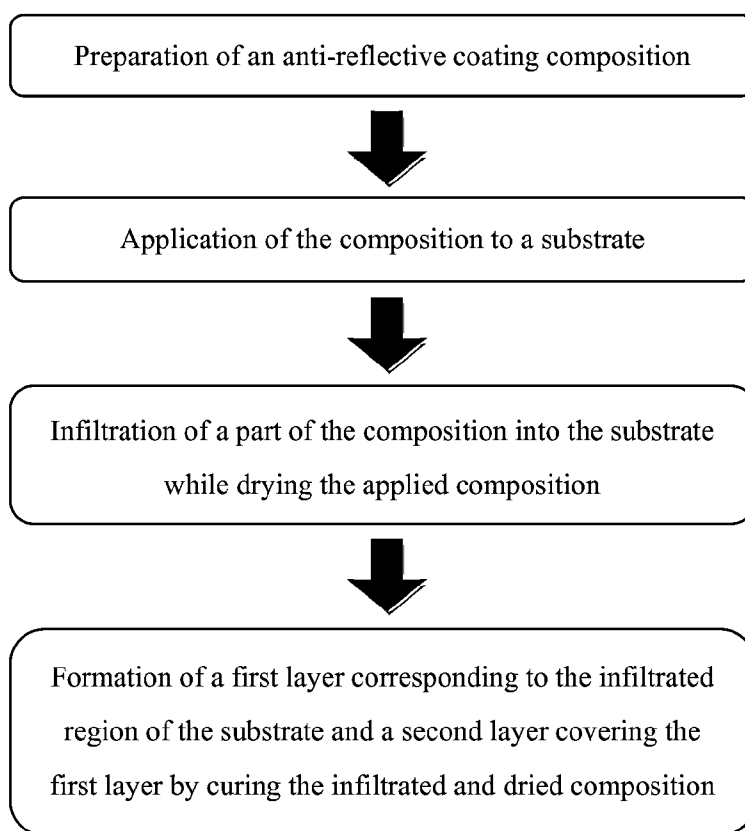 Preparation of an anti-reflective coating composition
Application of the composition to a substrate
Infiltration of a part of the composition into the substrate
while drying the applied composition
Formation of a first layer corresponding to the infiltrated
region of the substrate and a second layer covering the
first layer by curing the infiltrated and dried composition